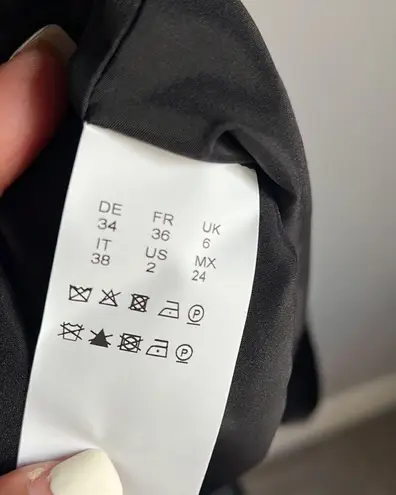 DE FR UK
34 36 6
IT US MX
38 2 24
P
P